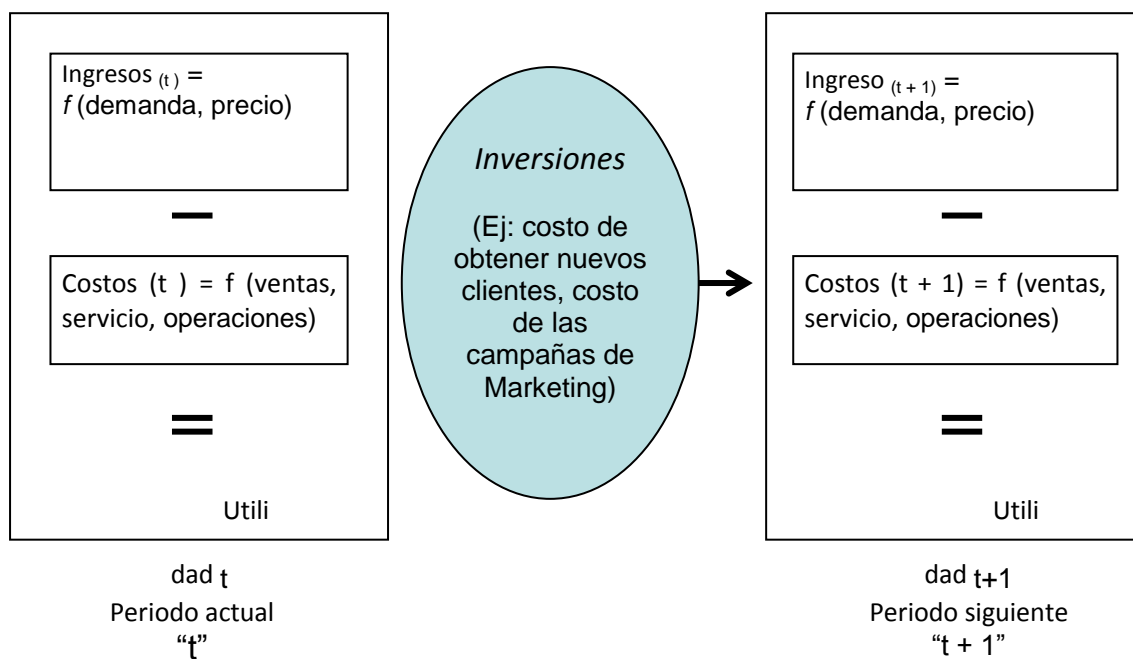 Ingresos (t ) =
f (demanda, precio)
—
Costos (t ) = f (ventas,
servicio, operaciones)
=
Utili
dad t
Periodo actual
“t”
Inversiones
(Ej: costo de
obtener nuevos
clientes, costo
de las
campañas de
Marketing)
Ingreso (t + 1) =
f (demanda, precio)
—
Costos (t + 1) = f (ventas,
servicio, operaciones)
=
Utili
dad t+1
Periodo siguiente
“t + 1”